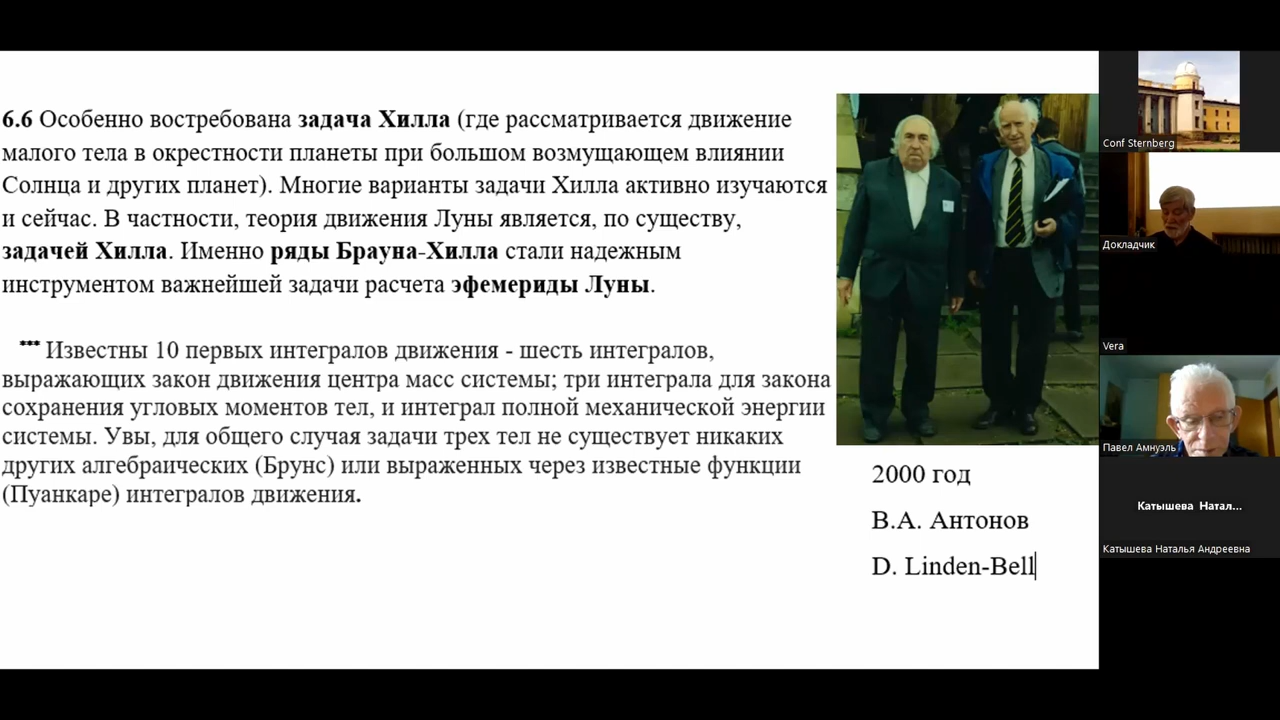 6.6 Особенно востребована задача Хилла (где рассматривается движение
малого тела в окрестности планеты при большом возмущающем влиянии
Солнца и других планет). Многие варианты задачи Хилла активно изучаются
и сейчас. В частности, теория движения Луны является, по существу,
задачей Хилла. Именно ряды Брауна-Хилла стали надежным
инструментом важнейшей задачи расчета эфемериды Луны.
*** Известны 10 первых интегралов движения - шесть интегралов,
выражающих закон движения центра масс системы; три интеграла для закона
сохранения угловых моментов тел, и интеграл полной механической энергии
системы. Увы, для общего случая задачи трех тел не существует никаких
других алгебраических (Брунс) или выраженных через известные функции
(Пуанкаре) интегралов движения.
2000 год
В.А. Антонов
D. Linden-Bell
Conf Sternberg
Докладчик
Vera
Павел Амнуэль
Катышева Натал...
Катышева Наталья Андреевна